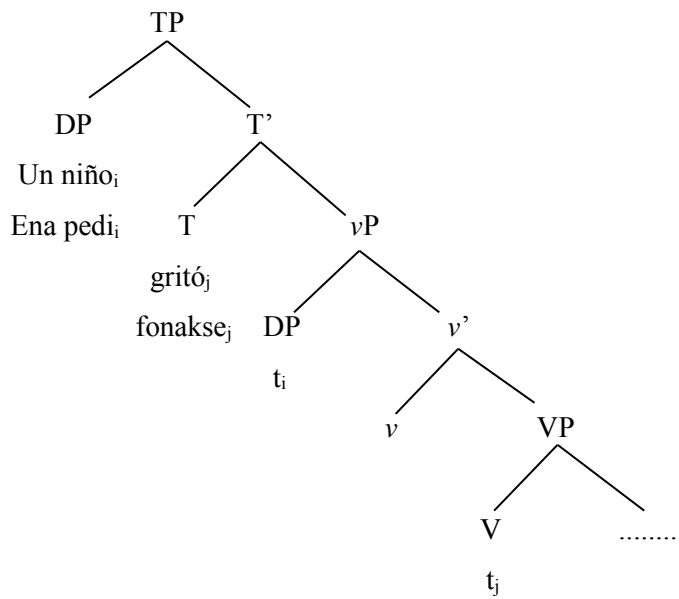 TP
DP T’
Un niñoᵢ
Ena pediᵢ T vP
gritóⱼ
fonakseⱼ DP v’
tᵢ
v VP
V ........
tⱼ